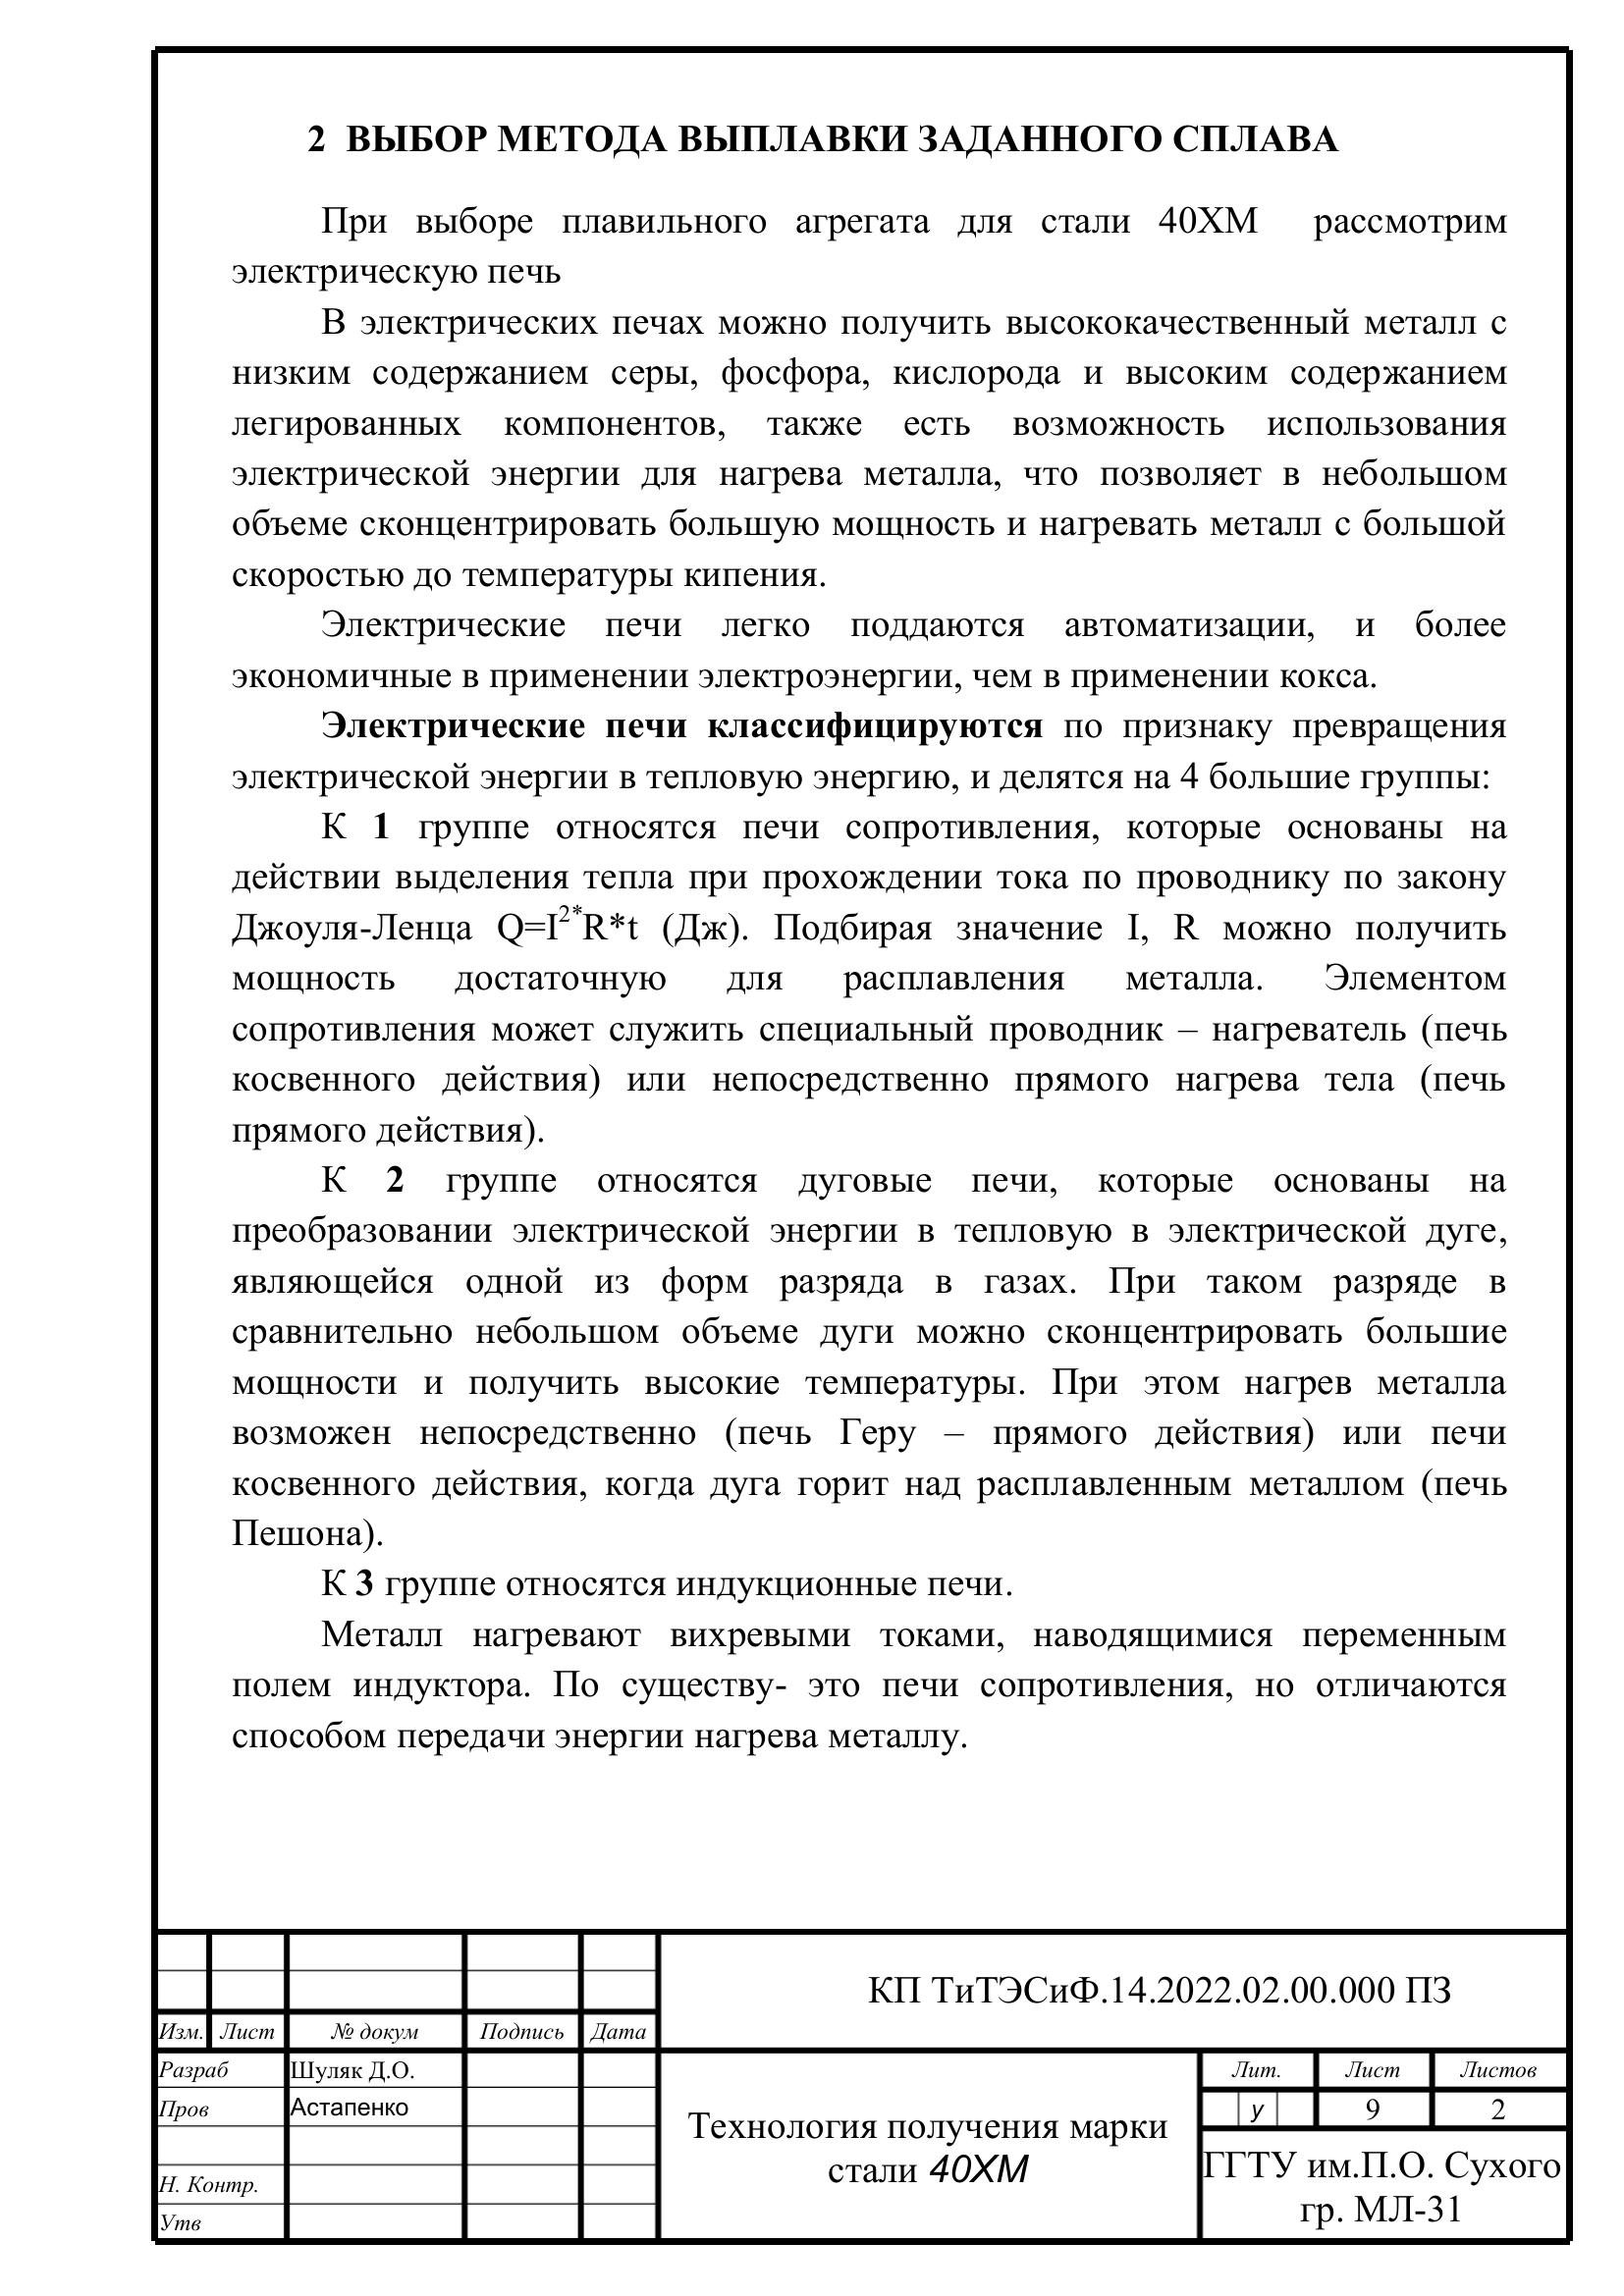 2 ВЫБОР МЕТОДА ВЫПЛАВКИ ЗАДАННОГО СПЛАВА
При выборе плавильного агрегата для стали 40ХМ рассмотрим
электрическую печь
В электрических печах можно получить высококачественный металл с
низким содержанием серы, фосфора, кислорода и высоким содержанием
легированных компонентов, также есть возможность использования
электрической энергии для нагрева металла, что позволяет в небольшом
объеме сконцентрировать большую мощность и нагревать металл с большой
скоростью до температуры кипения.
Электрические печи легко поддаются автоматизации, и более
экономичные в применении электроэнергии, чем в применении кокса.
Электрические печи классифицируются по признаку превращения
электрической энергии в тепловую энергию, и делятся на 4 большие группы:
К 1 группе относятся печи сопротивления, которые основаны на
действии выделения тепла при прохождении тока по проводнику по закону
Джоуля-Ленца Q=I²*R*t (Дж). Подбирая значение I, R можно получить
мощность достаточную для расплавления металла. Элементом
сопротивления может служить специальный проводник – нагреватель (печь
косвенного действия) или непосредственно прямого нагрева тела (печь
прямого действия).
К 2 группе относятся дуговые печи, которые основаны на
преобразовании электрической энергии в тепловую в электрической дуге,
являющейся одной из форм разряда в газах. При таком разряде в
сравнительно небольшом объеме дуги можно сконцентрировать большие
мощности и получить высокие температуры. При этом нагрев металла
возможен непосредственно (печь Геру – прямого действия) или печи
косвенного действия, когда дуга горит над расплавленным металлом (печь
Пешона).
К 3 группе относятся индукционные печи.
Металл нагревают вихревыми токами, наводящимися переменным
полем индуктора. По существу- это печи сопротивления, но отличаются
способом передачи энергии нагрева металлу.
КП ТиТЭСиФ.14.2022.02.00.000 ПЗ
Изм. Лист № докум Подпись Дата
Разраб Шуляк Д.О.
Пров Астапенко
Н. Контр.
Утв
Технология получения марки
стали 40ХМ
Лит. Лист Листов
у 9 2
ГГТУ им.П.О. Сухого
гр. МЛ-31